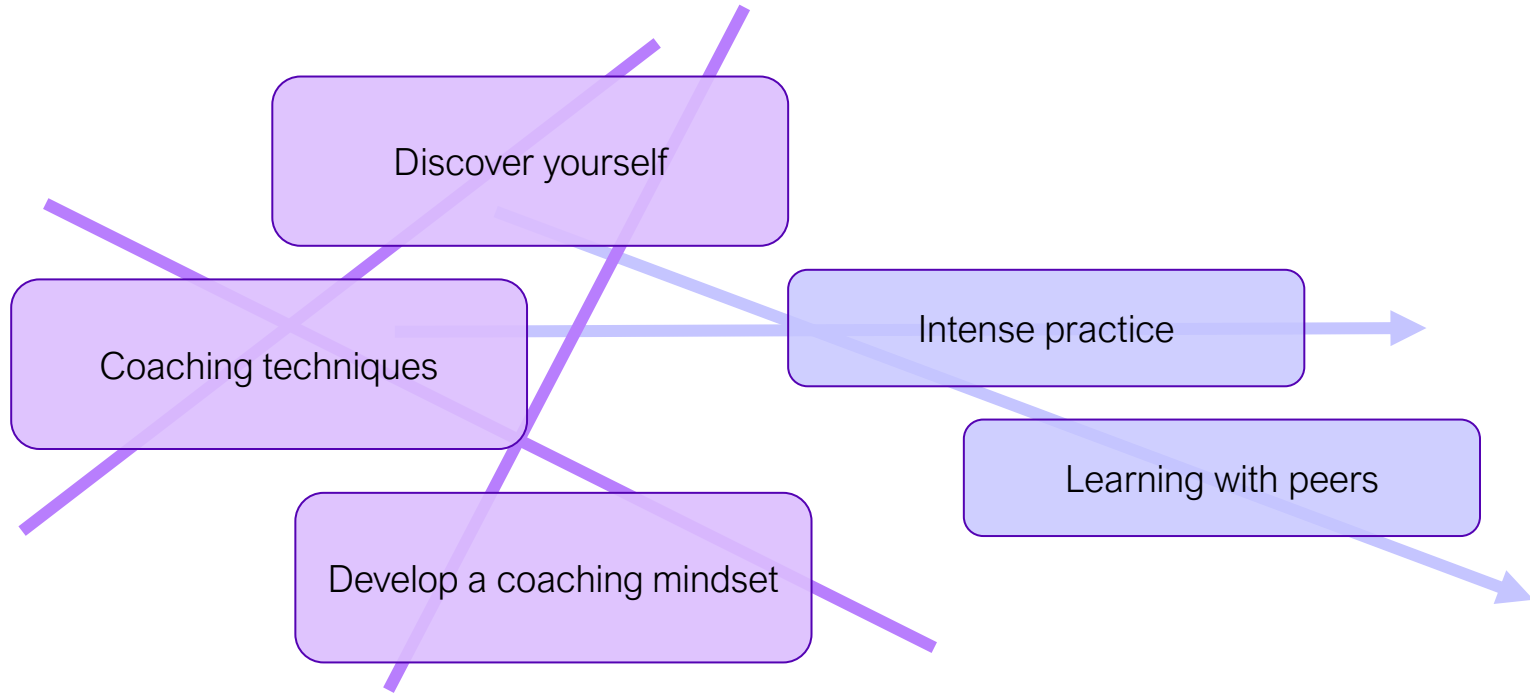 Discover yourself
Coaching techniques
Develop a coaching mindset
Intense practice
Learning with peers